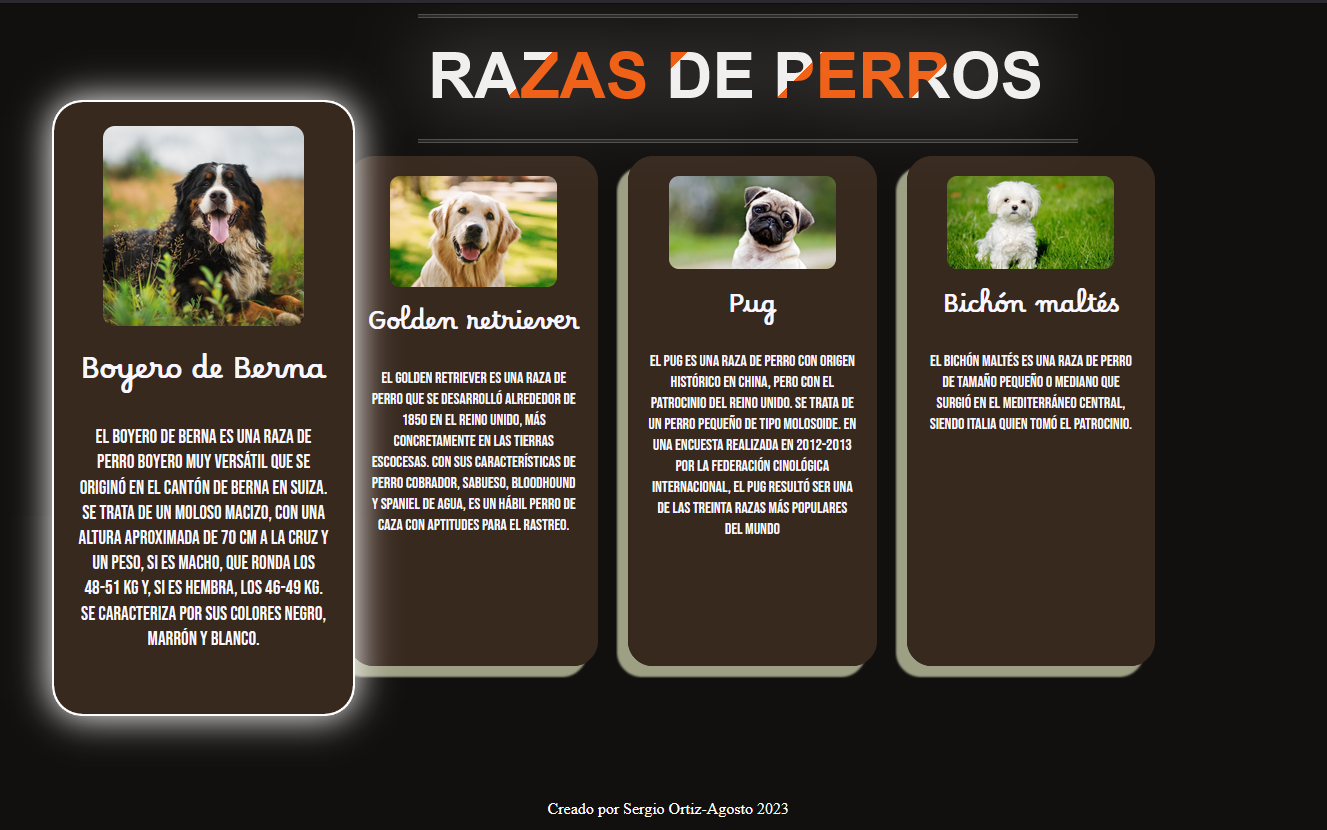 RAZAS DE PERROS
Boyero de Berna
EL BOYERO DE BERNA ES UNA RAZA DE
PERRO BOYERO MUY VERSÁTIL QUE SE
ORIGINÓ EN EL CANTÓN DE BERNA EN SUIZA.
SE TRATA DE UN MOLOSO MACIZO, CON UNA
ALTURA APROXIMADA DE 70 CM A LA CRUZ Y
UN PESO, SI ES MACHO, QUE RONDA LOS
48-51 KG Y, SI ES HEMBRA, LOS 46-49 KG.
SE CARACTERIZA POR SUS COLORES NEGRO,
MARRÓN Y BLANCO.
Golden retriever
EL GOLDEN RETRIEVER ES UNA RAZA DE
PERRO QUE SE DESARROLLÓ ALREDEDOR DE
1850 EN EL REINO UNIDO, MÁS
CONCRETAMENTE EN LAS TIERRAS
ESCOCESAS. CON SUS CARACTERÍSTICAS DE
PERRO COBRADOR, SABUESO, BLOODHOUND
Y SPANIEL DE AGUA, ES UN HÁBIL PERRO DE
CAZA CON APTITUDES PARA EL RASTREO.
Pug
EL PUG ES UNA RAZA DE PERRO CON ORIGEN
HISTÓRICO EN CHINA, PERO CON EL
PATROCINIO DEL REINO UNIDO. SE TRATA DE
UN PERRO PEQUEÑO DE TIPO MOLOSOIDE. EN
UNA ENCUESTA REALIZADA EN 2012-2013
POR LA FEDERACIÓN CINOLÓGICA
INTERNACIONAL, EL PUG RESULTÓ SER UNA
DE LAS TREINTA RAZAS MÁS POPULARES
DEL MUNDO
Bichón maltés
EL BICHÓN MALTÉS ES UNA RAZA DE PERRO
DE TAMAÑO PEQUEÑO O MEDIANO QUE
SURGIÓ EN EL MEDITERRÁNEO CENTRAL,
SIENDO ITALIA QUIEN TOMÓ EL PATROCINIO.
Creado por Sergio Ortiz-Agosto 2023